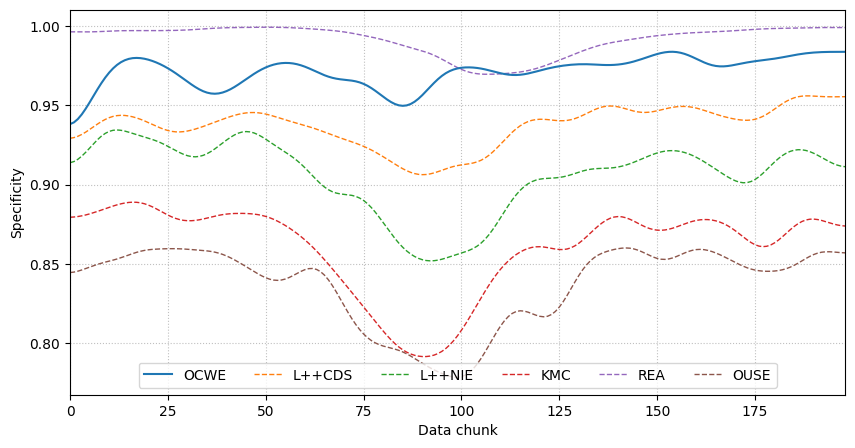 1.00
0.95
0.90
0.85
0.80
Specificity
OCWE L++CDS L++NIE KMC REA OUSE
0 25 50 75 100 125 150 175
Data chunk